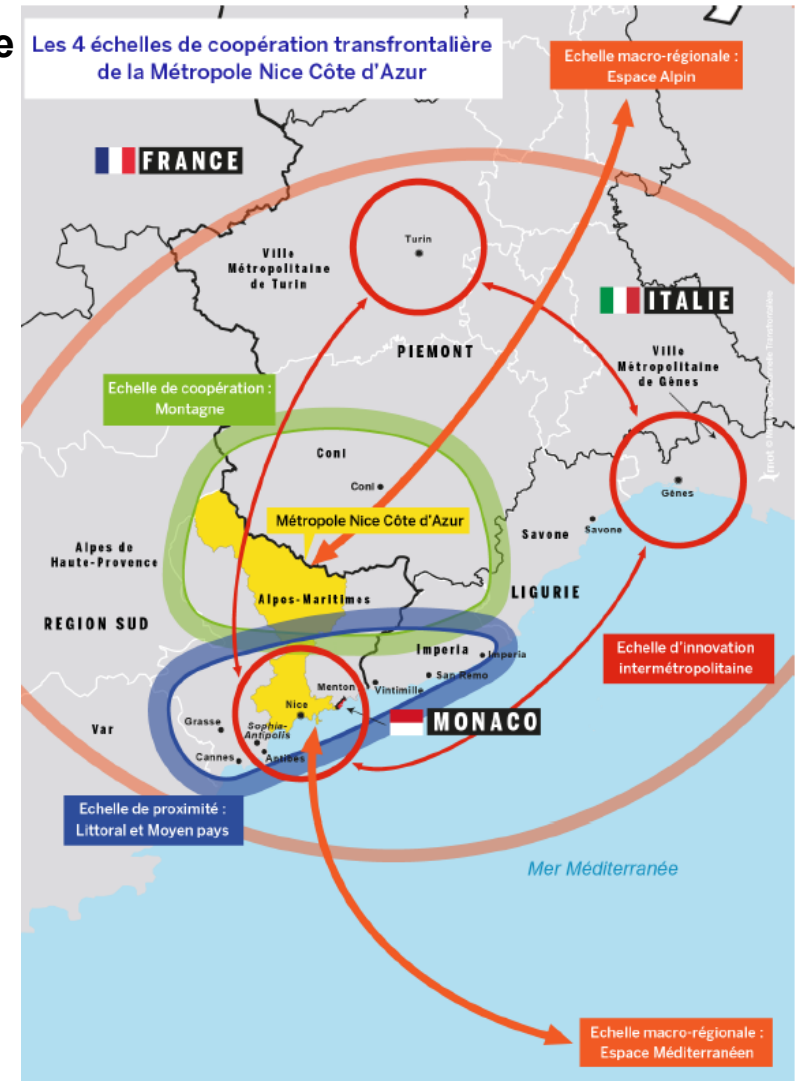 e
Les 4 échelles de coopération transfrontalière
de la Métropole Nice Côte d'Azur
Echelle macro-régionale :
Espace Alpin
FRANCE
Turin
Ville
Métropolitaine
de Turin
ITALIE
PIEMONT
Ville
Métropolitaine
de Gênes
Echelle de coopération :
Montagne
Coni
Coni
Gênes
Métropole Nice Côte d'Azur
Savone
Savone
Alpes de
Haute-Provence
Alpes-Maritimes
LIGURIE
REGION SUD
Echelle d'innovation
intermétropolitaine
Imperia
Imperia
San Remo
Menton
Vintimille
Nice
MONACO
Var
Grasse
Sophia-
Antipolis
Cannes
Antibes
Echelle de proximité :
Littoral et Moyen pays
Mer Méditerranée
Echelle macro-régionale :
Espace Méditerranéen